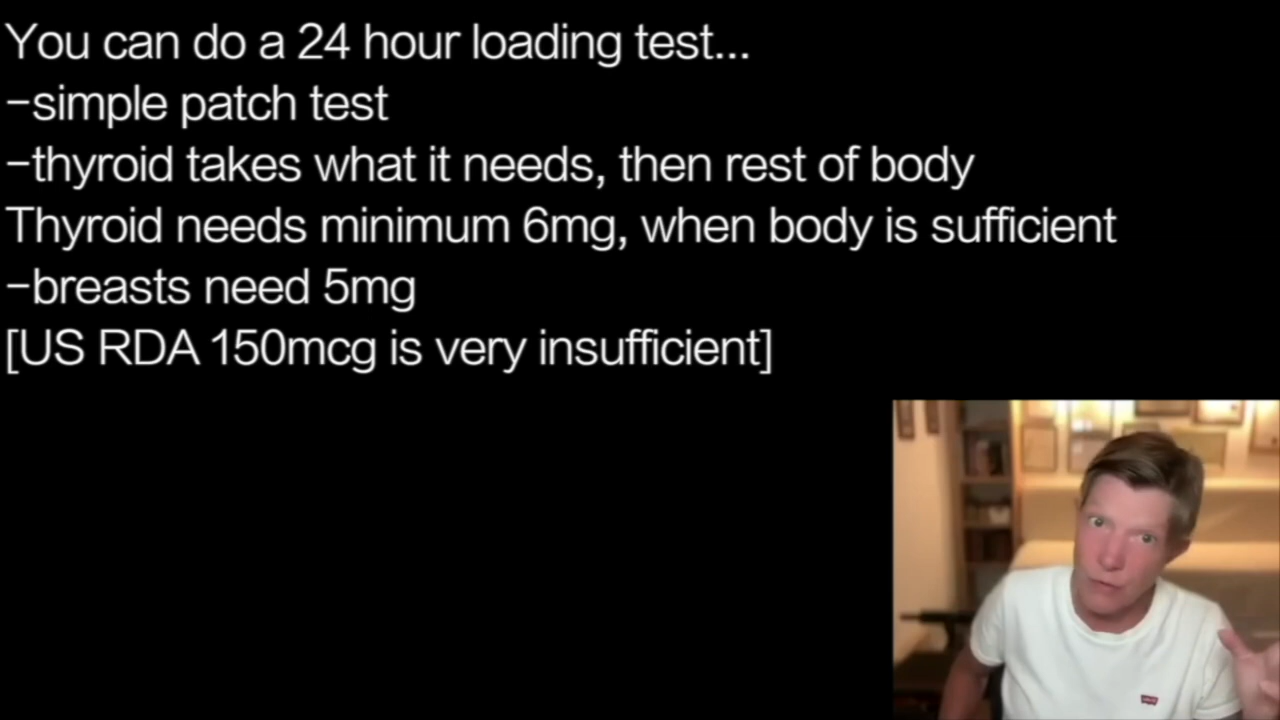 You can do a 24 hour loading test...
−simple patch test
−thyroid takes what it needs, then rest of body
Thyroid needs minimum 6mg, when body is sufficient
−breasts need 5mg
[US RDA 150mcg is very insufficient]